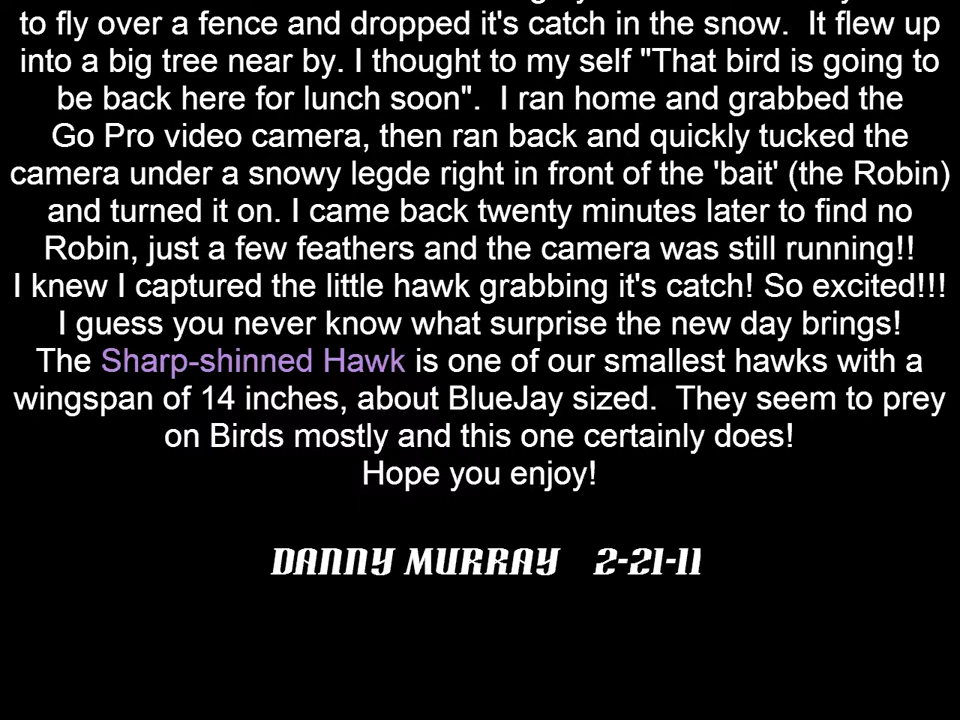 to fly over a fence and dropped it's catch in the snow.  It flew up
into a big tree near by. I thought to my self "That bird is going to
be back here for lunch soon".  I ran home and grabbed the
Go Pro video camera, then ran back and quickly tucked the
camera under a snowy legde right in front of the 'bait' (the Robin)
and turned it on. I came back twenty minutes later to find no
Robin, just a few feathers and the camera was still running!!
I knew I captured the little hawk grabbing it's catch! So excited!!!
I guess you never know what surprise the new day brings!
The Sharp-shinned Hawk is one of our smallest hawks with a
wingspan of 14 inches, about BlueJay sized.  They seem to prey
on Birds mostly and this one certainly does!
Hope you enjoy!
DANNY MURRAY   2-21-11